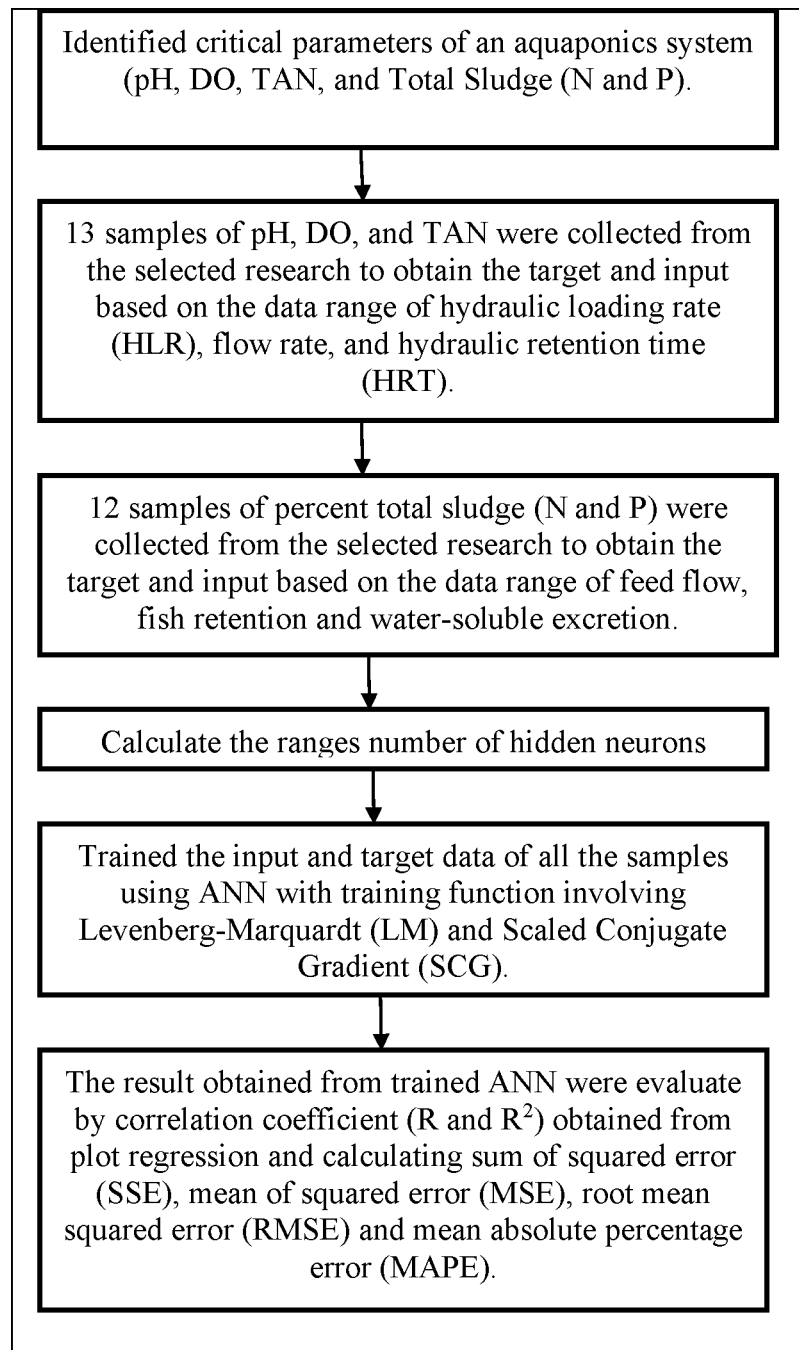 Identified critical parameters of an aquaponics system
(pH, DO, TAN, and Total Sludge (N and P).
13 samples of pH, DO, and TAN were collected from
the selected research to obtain the target and input
based on the data range of hydraulic loading rate
(HLR), flow rate, and hydraulic retention time
(HRT).
12 samples of percent total sludge (N and P) were
collected from the selected research to obtain the
target and input based on the data range of feed flow,
fish retention and water-soluble excretion.
Calculate the ranges number of hidden neurons
Trained the input and target data of all the samples
using ANN with training function involving
Levenberg-Marquardt (LM) and Scaled Conjugate
Gradient (SCG).
The result obtained from trained ANN were evaluate
by correlation coefficient (R and R²) obtained from
plot regression and calculating sum of squared error
(SSE), mean of squared error (MSE), root mean
squared error (RMSE) and mean absolute percentage
error (MAPE).